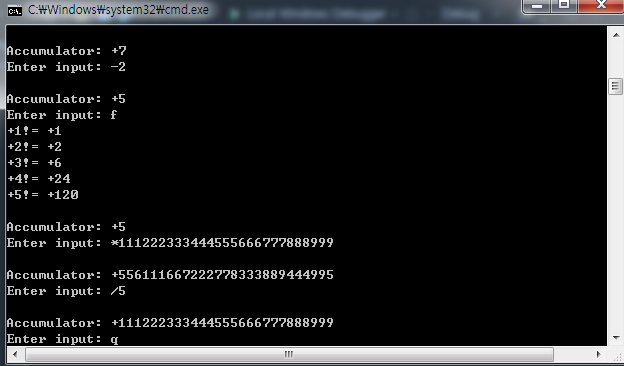 C:₩Windows₩system32₩cmd.exe
Accumulator: +7
Enter input: -2
Accumulator: +5
Enter input: f
+1!= +1
+2!= +2
+3!= +6
+4!= +24
+5!= +120
Accumulator: +5
Enter input: *111222333444555666777888999
Accumulator: +556111667222778333889444995
Enter input: /5
Accumulator: +111222333444555666777888999
Enter input: q